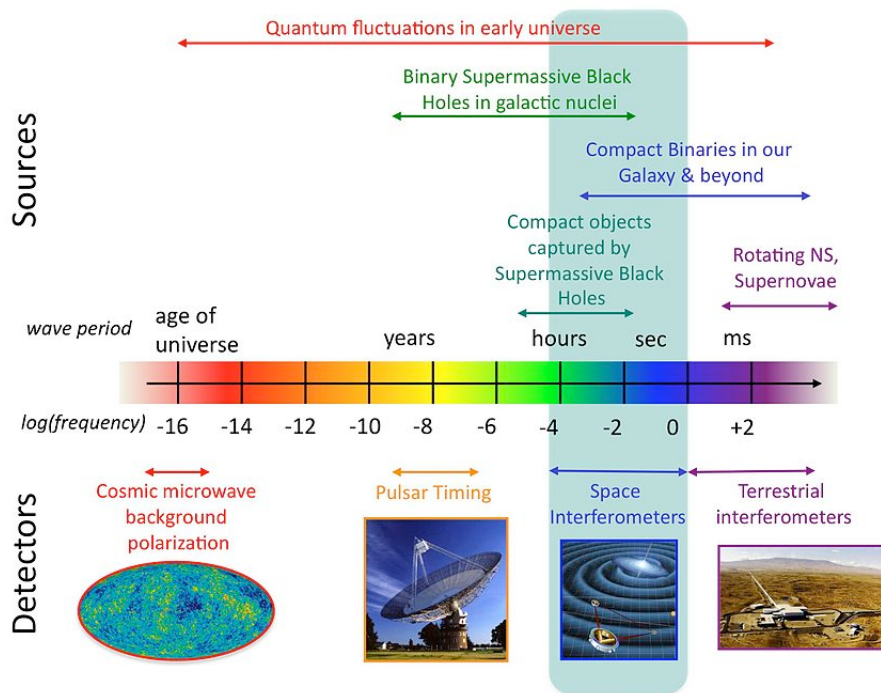 Sources
Quantum fluctuations in early universe
Binary Supermassive Black
Holes in galactic nuclei
Compact Binaries in our
Galaxy & beyond
Compact objects
captured by
Supermassive Black
Holes
Rotating NS,
Supernovae
wave period
age of
universe
years
hours
sec
ms
log(frequency)
-16 -14 -12 -10 -8 -6 -4 -2 0 +2
Detectors
Cosmic microwave
background
polarization
Pulsar Timing
Space
Interferometers
Terrestrial
interferometers